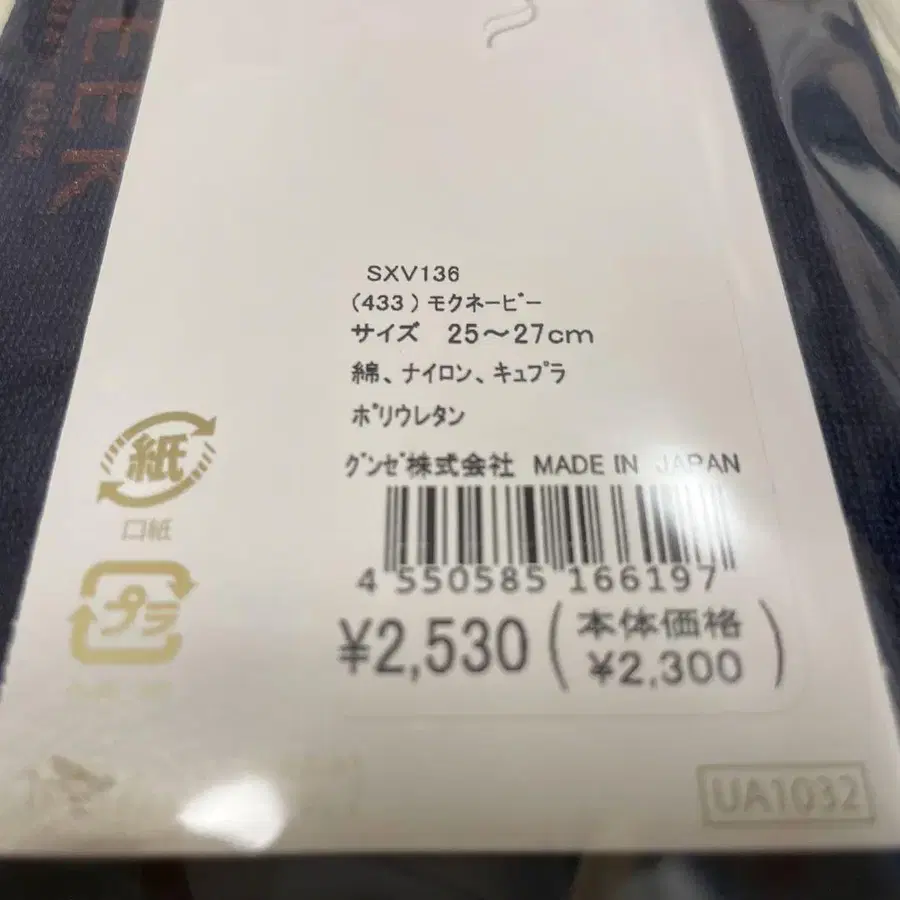 SXV136
(433) モクネービー
サイズ 25～27cm
綿、ナイロン、キュプラ
ポリウレタン
グンゼ株式会社 MADE IN JAPAN
4 550585 166197
¥2,530 (本体価格 ¥2,300)
紙
口紙
プラ
UA1032